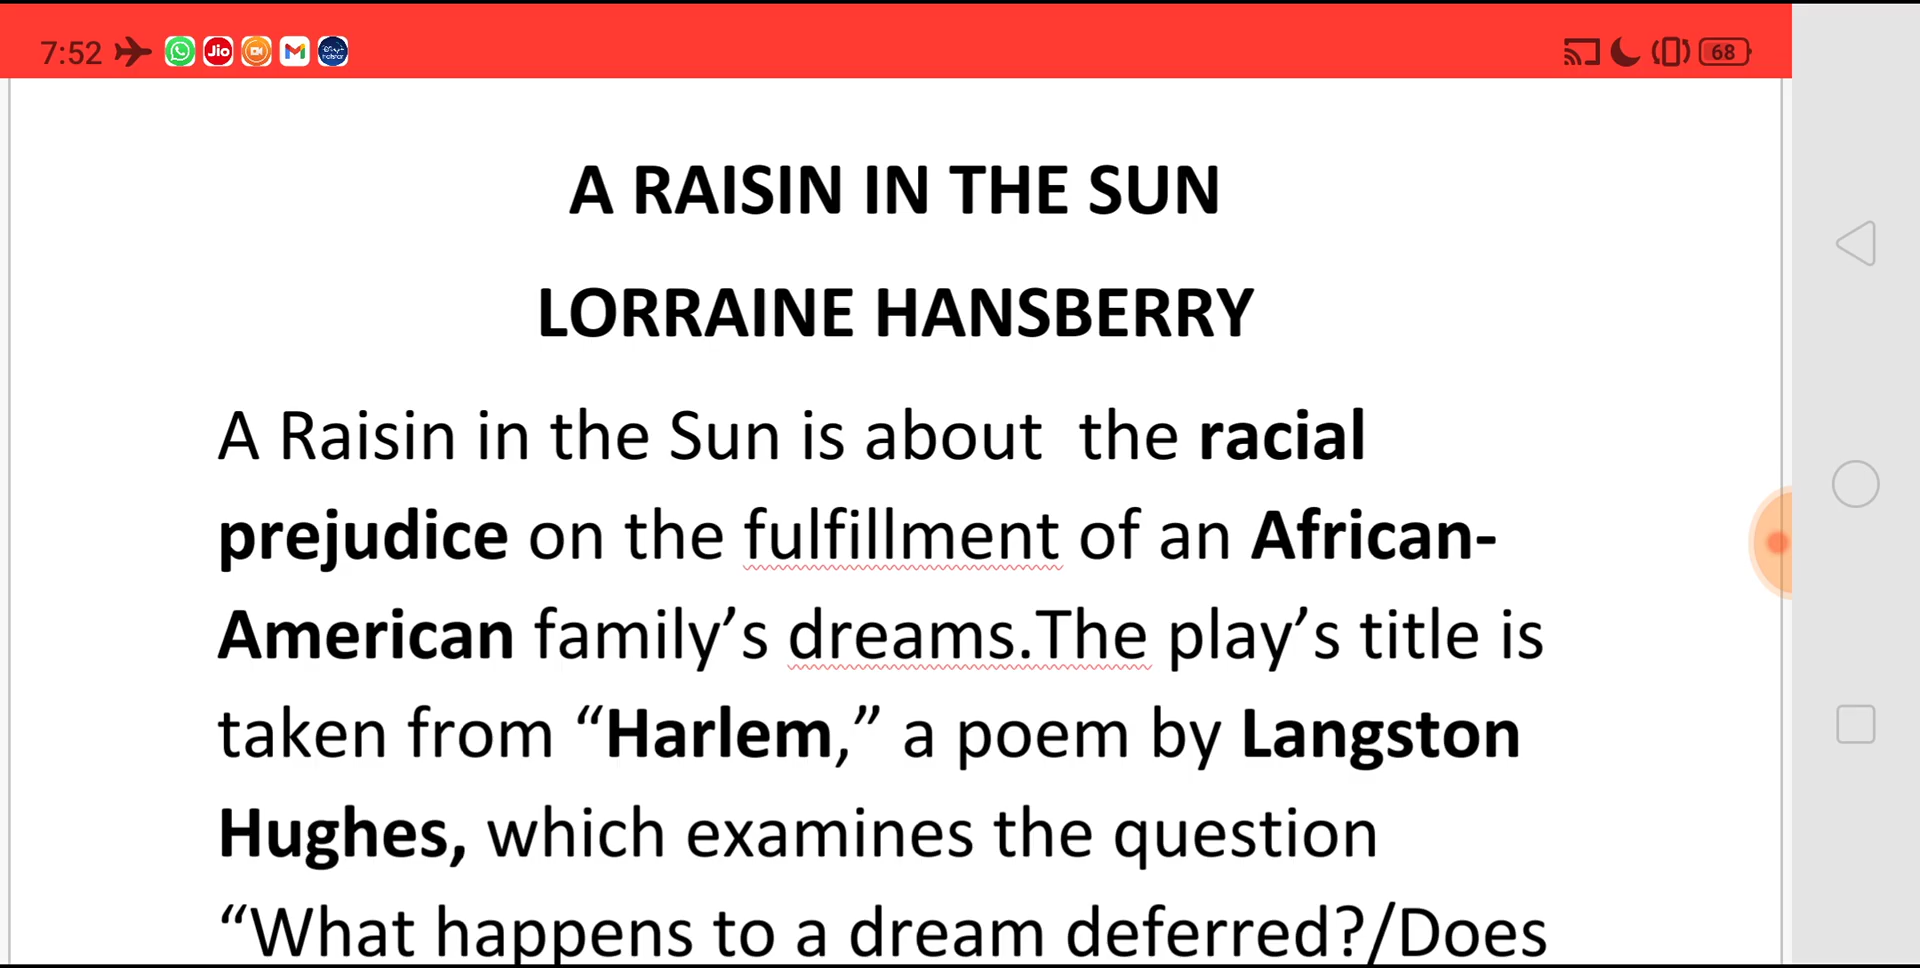 7:52 Jio 68
A RAISIN IN THE SUN
LORRAINE HANSBERRY
A Raisin in the Sun is about  the racial
prejudice on the fulfillment of an African-
American family’s dreams.The play’s title is
taken from “Harlem,” a poem by Langston
Hughes, which examines the question
“What happens to a dream deferred?/Does